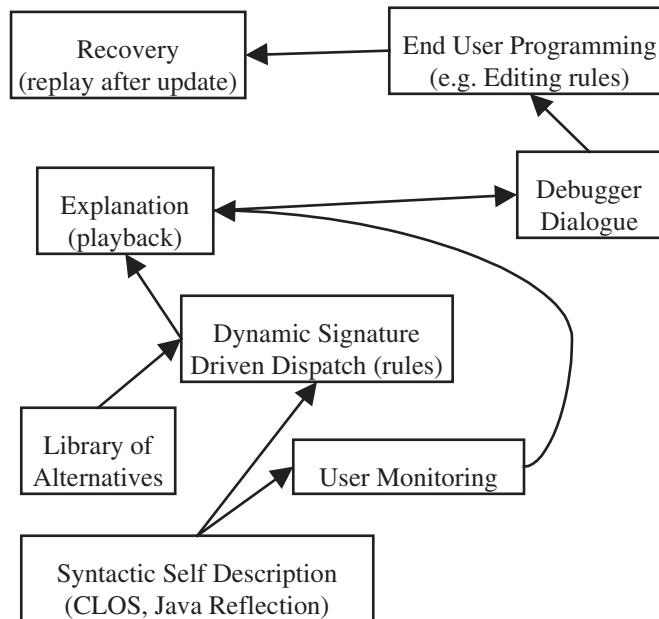 Recovery
(replay after update)
End User Programming
(e.g. Editing rules)
Explanation
(playback)
Debugger
Dialogue
Dynamic Signature
Driven Dispatch (rules)
Library of
Alternatives
User Monitoring
Syntactic Self Description
(CLOS, Java Reflection)